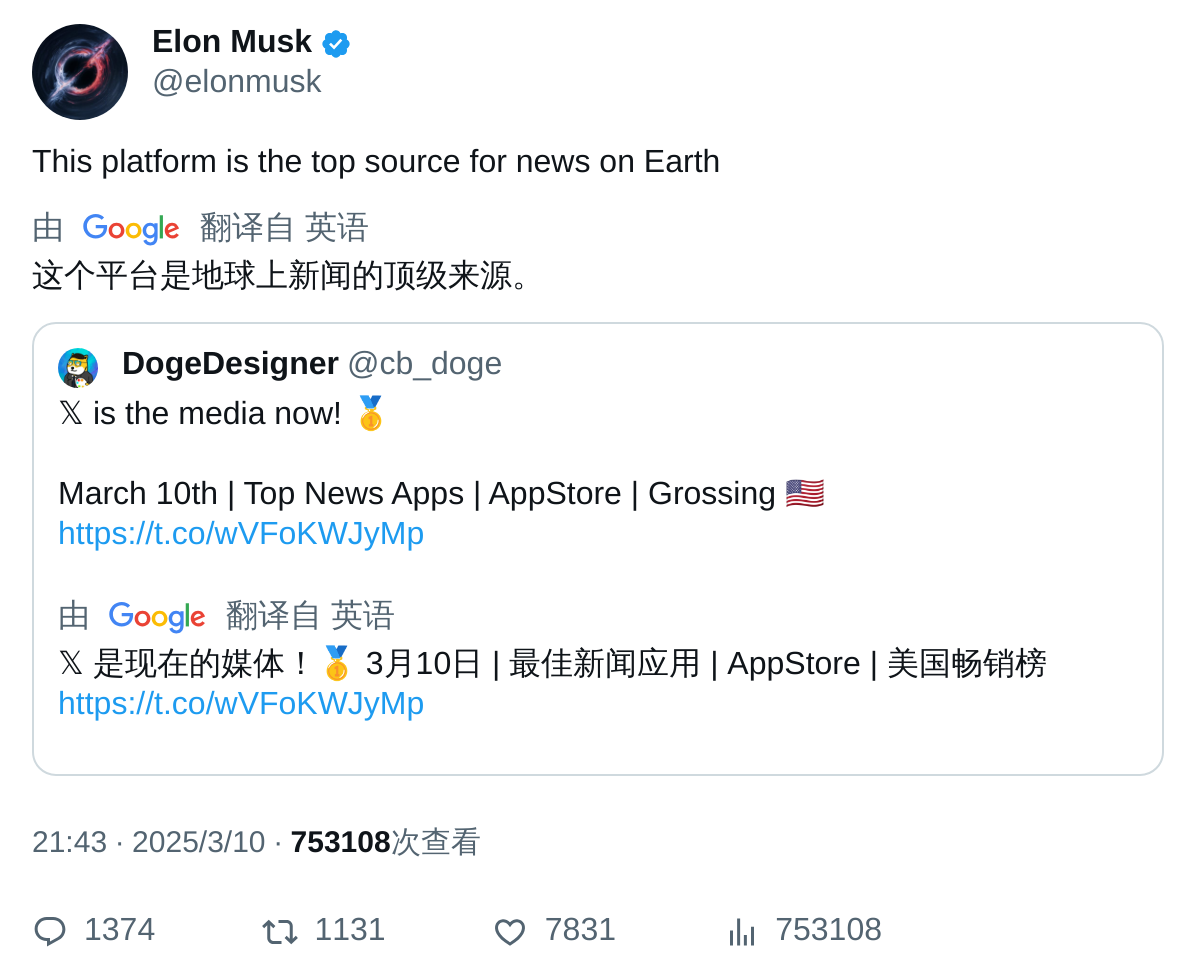 Elon Musk
@elonmusk
This platform is the top source for news on Earth
由 Google 翻译自 英语
这个平台是地球上新闻的顶级来源。
DogeDesigner @cb_doge
𝕏 is the media now! 🥇
March 10th | Top News Apps | AppStore | Grossing 🇺🇸
https://t.co/wVFoKWJyMp
由 Google 翻译自 英语
𝕏 是现在的媒体！🥇 3月10日 | 最佳新闻应用 | AppStore | 美国畅销榜
https://t.co/wVFoKWJyMp
21:43 · 2025/3/10 · 753108次查看
1374 1131 7831 753108